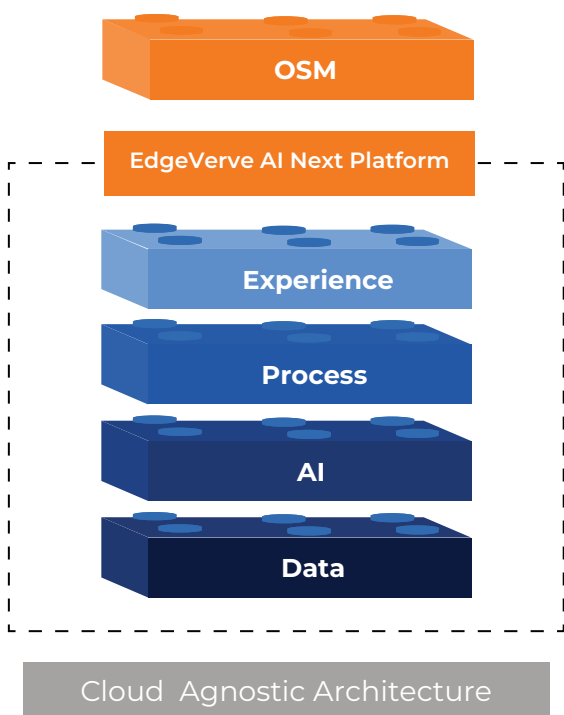 OSM
EdgeVerve AI Next Platform
Experience
Process
AI
Data
Cloud Agnostic Architecture